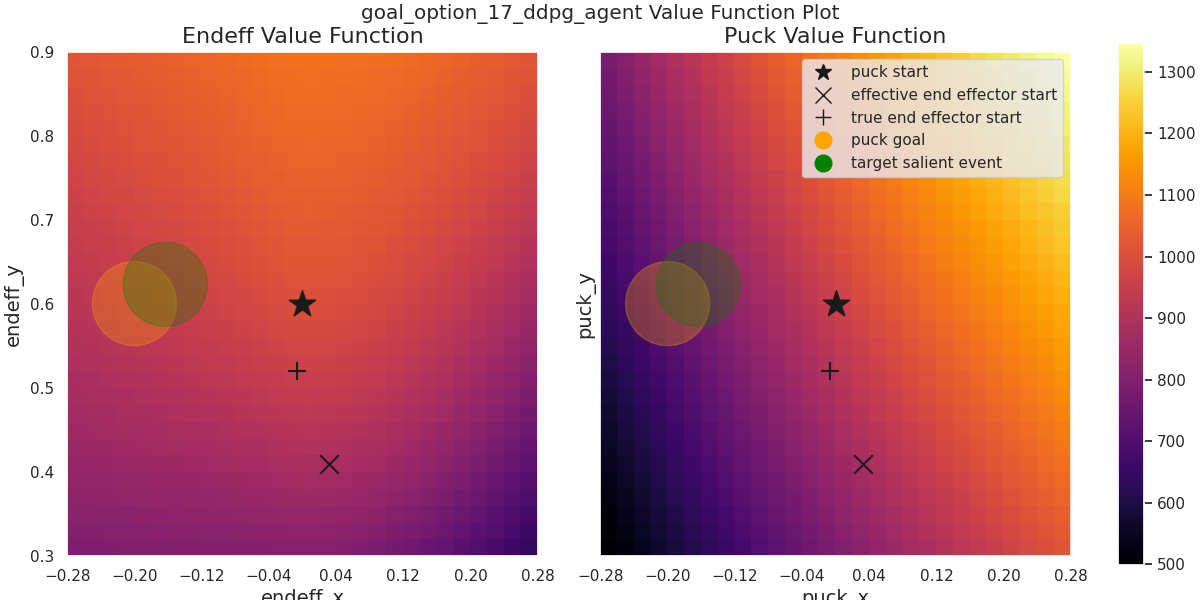 goal_option_17_ddpg_agent Value Function Plot
Endeff Value Function
Puck Value Function
puck start
effective end effector start
true end effector start
puck goal
target salient event
0.9
0.8
0.7
0.6
0.5
0.4
0.3
endeff_y
−0.28 −0.20 −0.12 −0.04 0.04 0.12 0.20 0.28
endeff_x
puck_y
−0.28 −0.20 −0.12 −0.04 0.04 0.12 0.20 0.28
puck_x
1300
1200
1100
1000
900
800
700
600
500